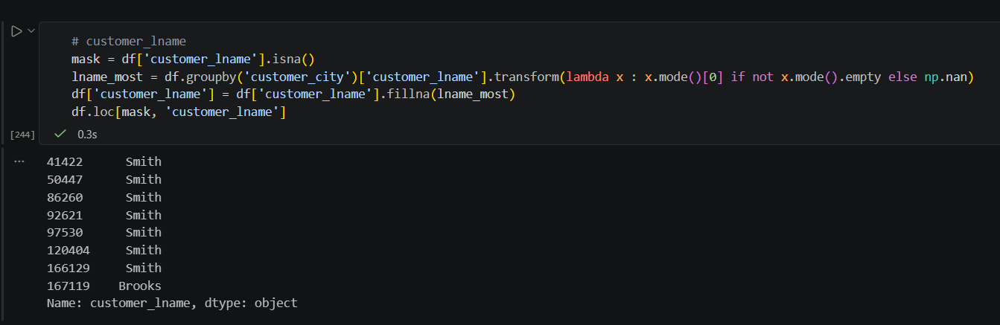 # customer_lname
mask = df['customer_lname'].isna()
lname_most = df.groupby('customer_city')['customer_lname'].transform(lambda x : x.mode()[0] if not x.mode().empty else np.nan)
df['customer_lname'] = df['customer_lname'].fillna(lname_most)
df.loc[mask, 'customer_lname']
[244] 0.3s
... 41422 Smith
50447 Smith
86260 Smith
92621 Smith
97530 Smith
120404 Smith
166129 Smith
167119 Brooks
Name: customer_lname, dtype: object